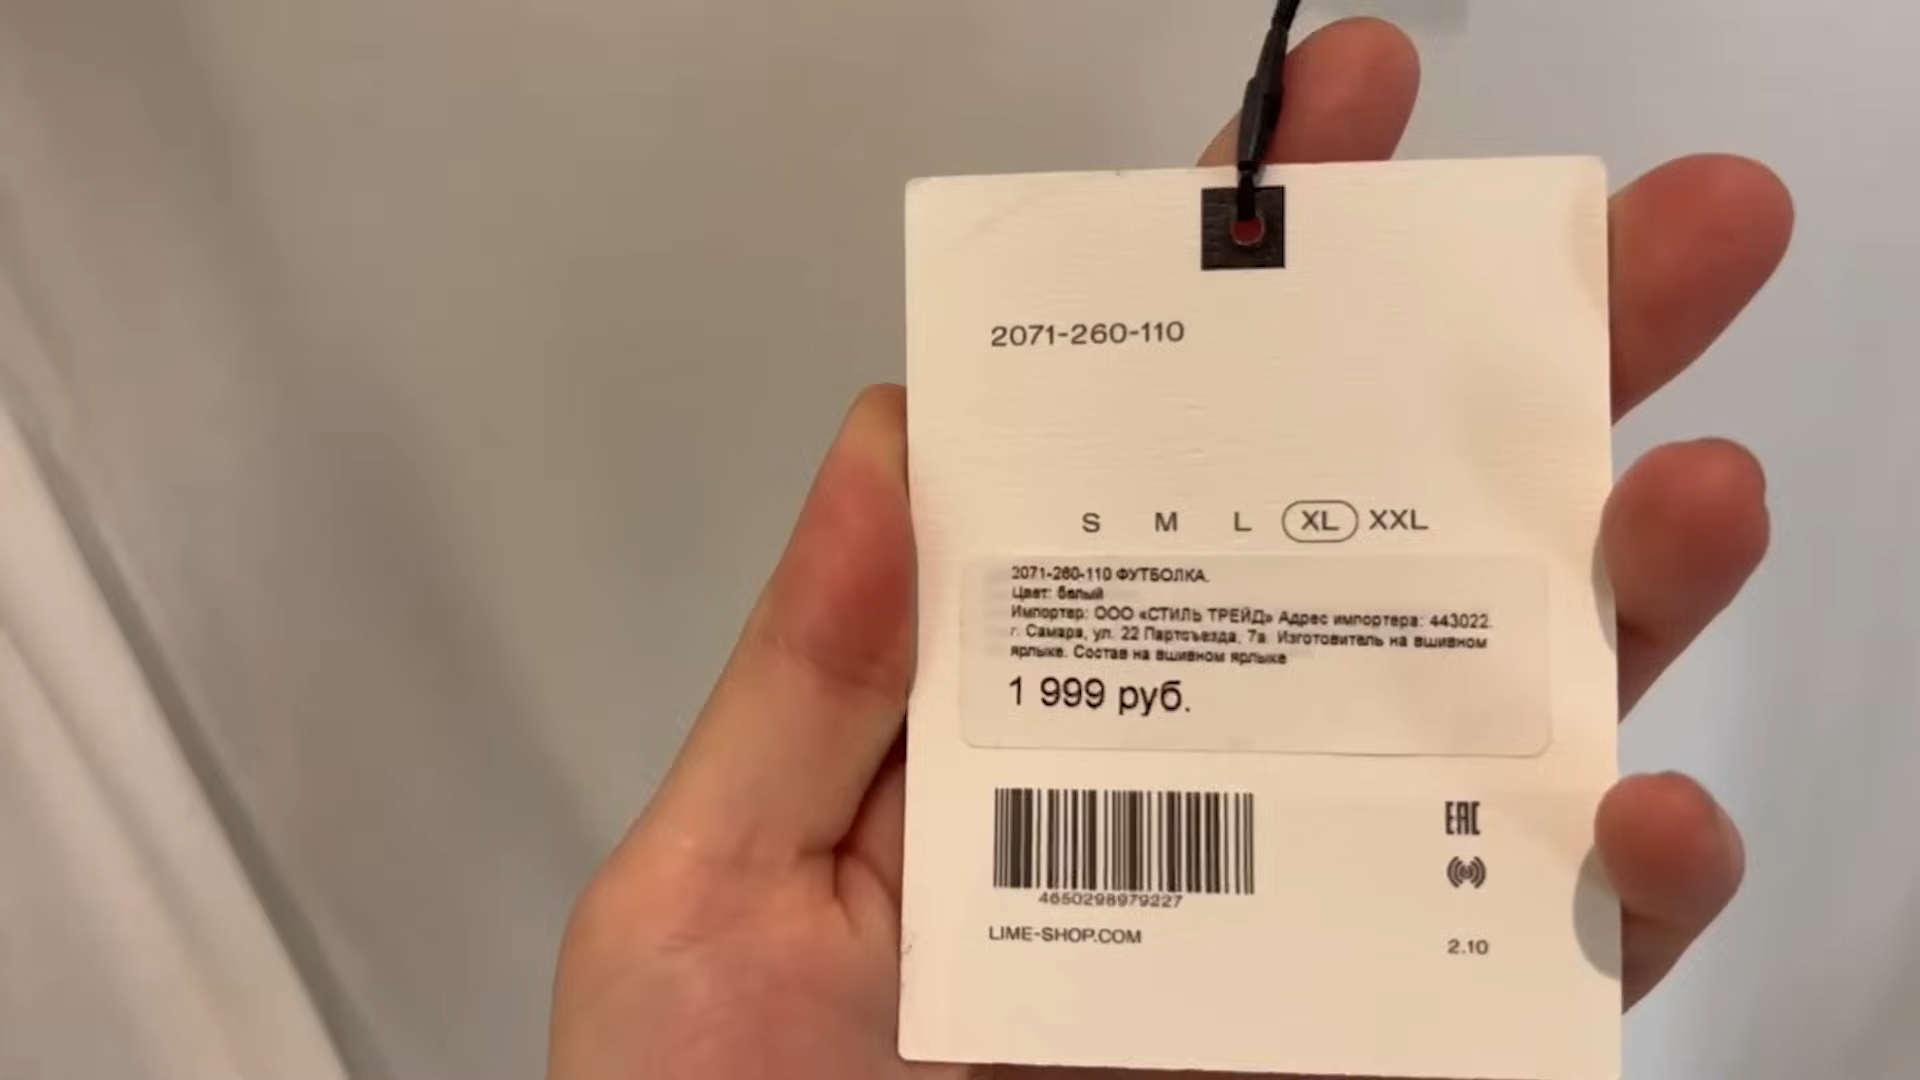 2071-260-110
S M L XL XXL
2071-260-110 ФУТБОЛКА.
Цвет: белый
Импортер: ООО «СТИЛЬ ТРЕЙД» Адрес импортера: 443022.
г. Самара, ул. 22 Партсъезда, 7а. Изготовитель на вшивном
ярлыке. Состав на вшивном ярлыке
1 999 руб.
4650298979227
EAC
LIME-SHOP.COM
2.10